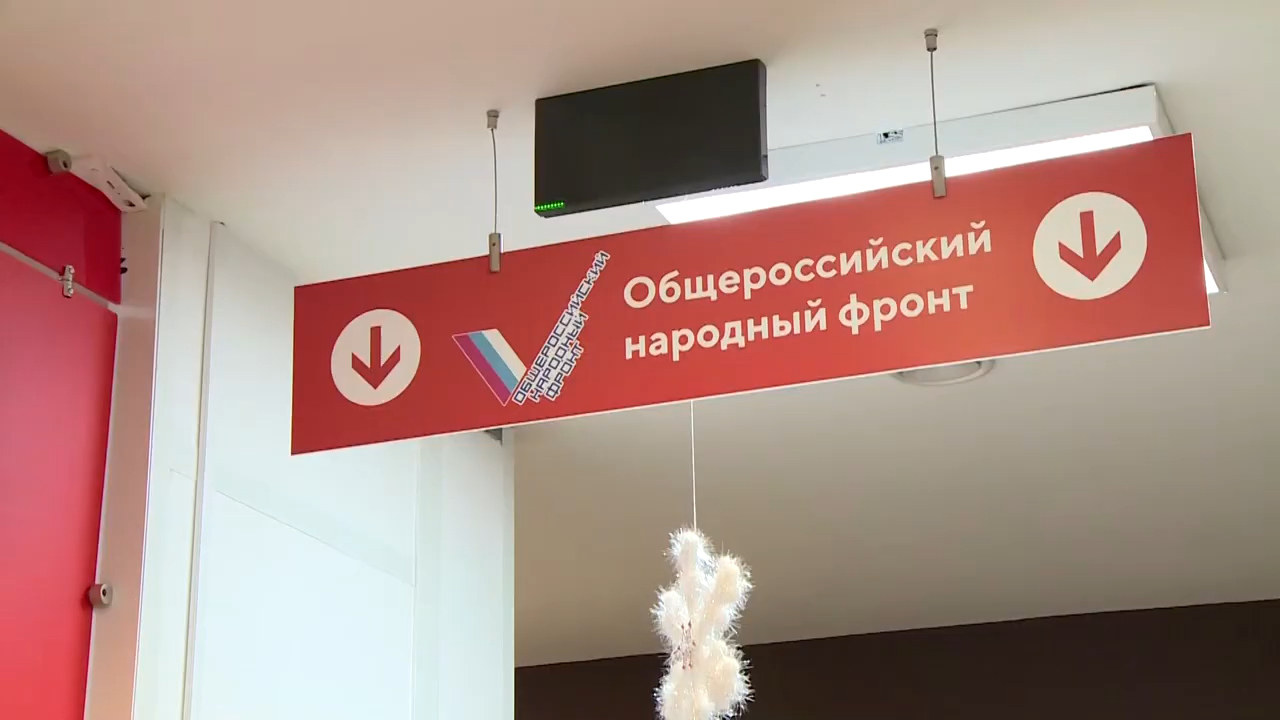 ОБЩЕРОССИЙСКИЙ
НАРОДНЫЙ
ФРОНТ
Общероссийский
народный фронт